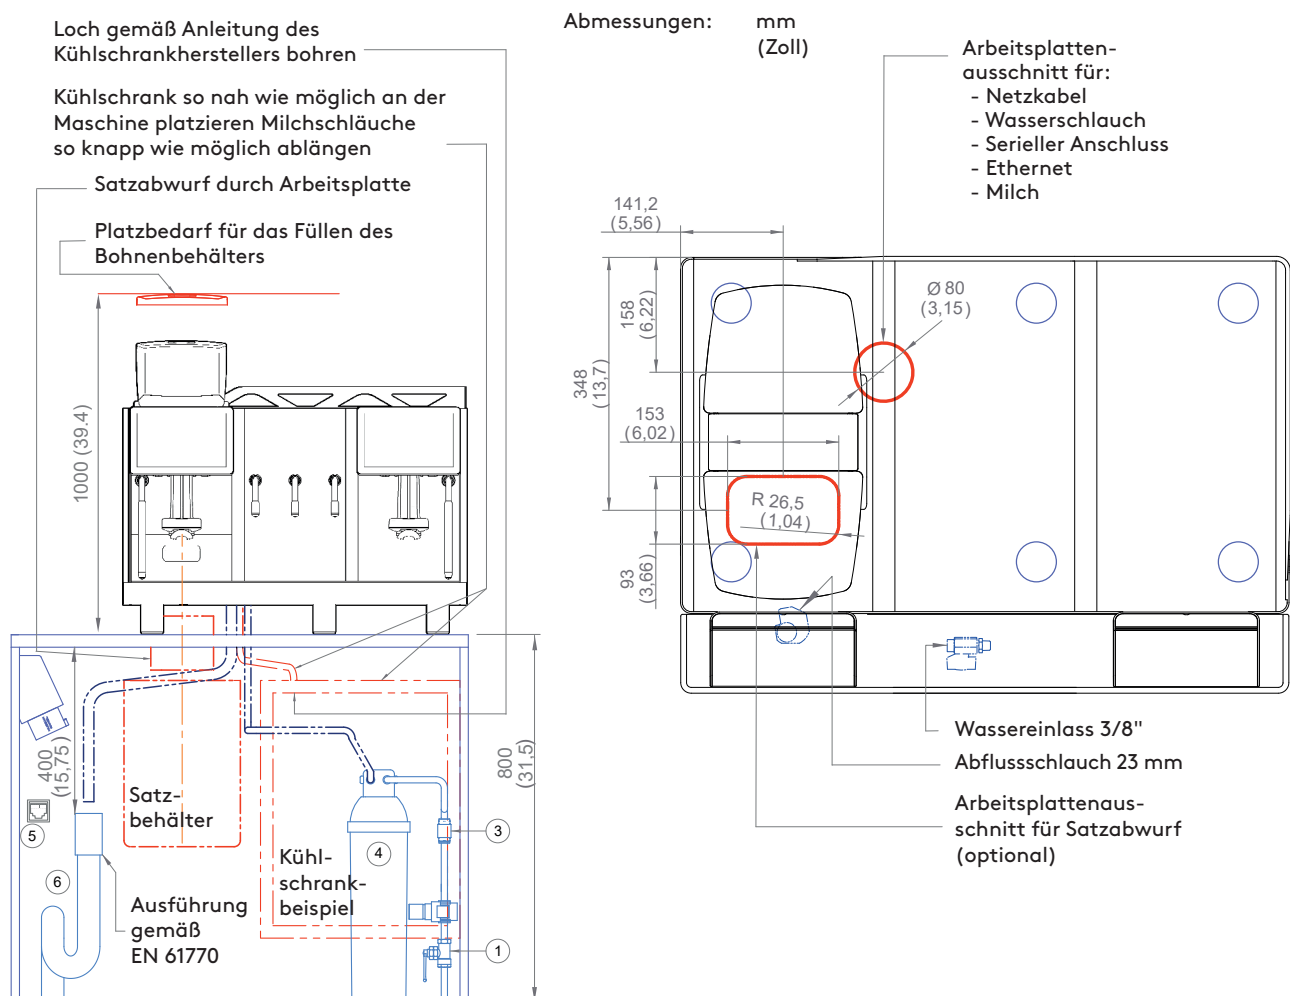 Loch gemäß Anleitung des
Kühlschrankherstellers bohren
Kühlschrank so nah wie möglich an der
Maschine platzieren Milchschläuche
so knapp wie möglich ablängen
Satzabwurf durch Arbeitsplatte
Platzbedarf für das Füllen des
Bohnenbehälters
1000 (39.4)
400
(15,75)
800
(31,5)
Satz-
behälter
Kühl-
schrank-
beispiel
Ausführung
gemäß
EN 61770
5
6
4
3
1
Abmessungen: mm
(Zoll)
Arbeitsplatten-
ausschnitt für:
- Netzkabel
- Wasserschlauch
- Serieller Anschluss
- Ethernet
- Milch
141,2
(5,56)
158
(6,22)
Ø 80
(3,15)
348
(13,7)
153
(6,02)
R 26,5
(1,04)
93
(3,66)
Wassereinlass 3/8"
Abflussschlauch 23 mm
Arbeitsplattenaus-
schnitt für Satzabwurf
(optional)